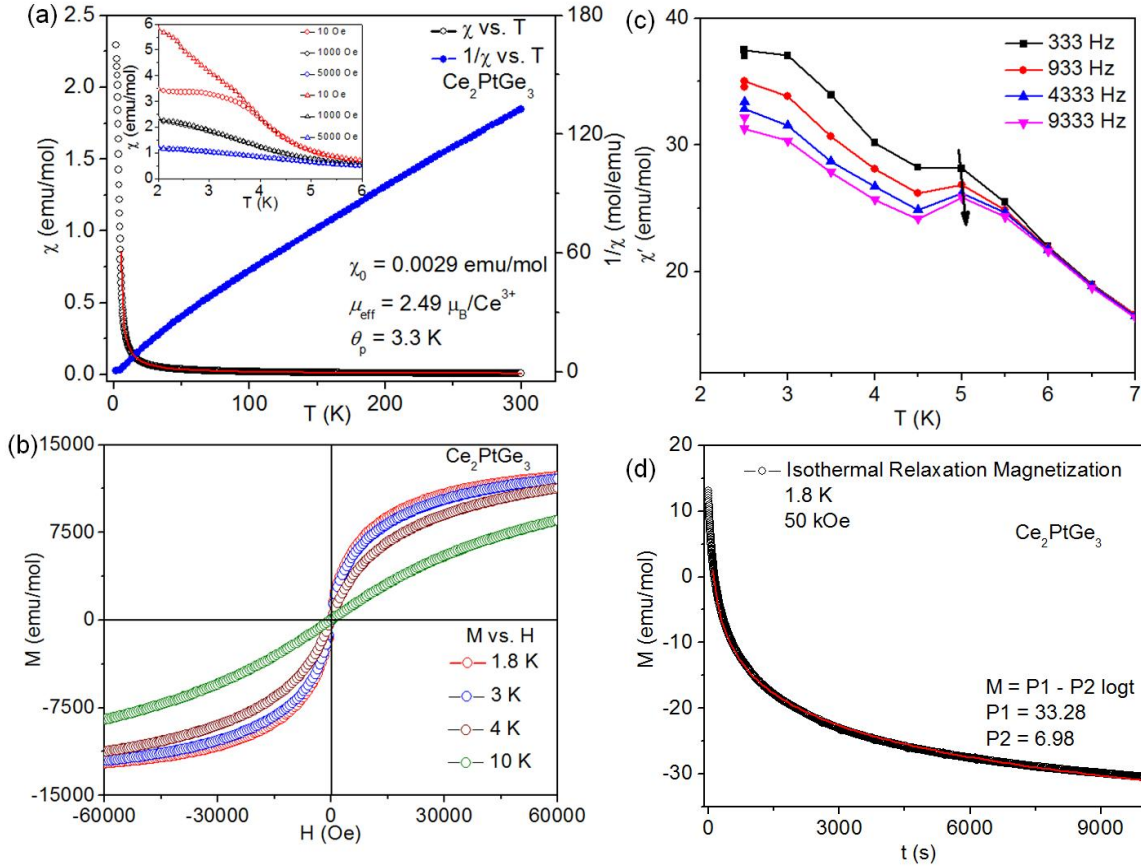 (a)
2.5
2.0
1.5
1.0
0.5
0.0
χ (emu/mol)
0
100
200
300
T (K)
180
120
60
0
1/χ (mol/emu)
6
5
4
3
2
1
0
χ (emu/mol)
2
3
4
5
6
T (K)
10 Oe
1000 Oe
5000 Oe
10 Oe
1000 Oe
5000 Oe
χ vs. T
1/χ vs. T
Ce₂PtGe₃
χ₀ = 0.0029 emu/mol
μeff = 2.49 μB/Ce³⁺
θp = 3.3 K
(c)
40
30
20
χ′ (emu/mol)
2
3
4
5
6
7
T (K)
333 Hz
933 Hz
4333 Hz
9333 Hz
(b)
15000
7500
0
-7500
-15000
M (emu/mol)
-60000
-30000
0
30000
60000
H (Oe)
Ce₂PtGe₃
M vs. H
1.8 K
3 K
4 K
10 K
(d)
20
10
0
-10
-20
-30
M (emu/mol)
0
3000
6000
9000
t (s)
Isothermal Relaxation Magnetization
1.8 K
50 kOe
Ce₂PtGe₃
M = P1 - P2 logt
P1 = 33.28
P2 = 6.98